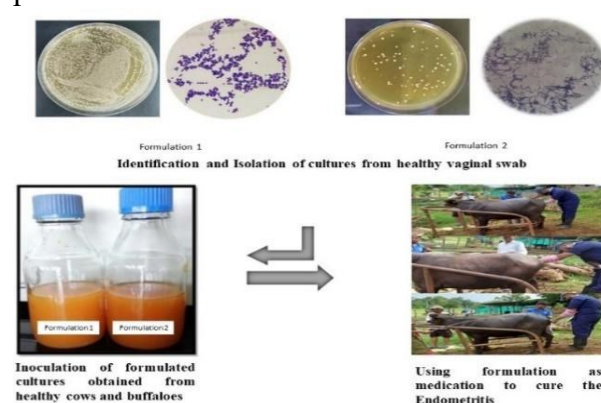 Formulation 1
Formulation 2
Identification and Isolation of cultures from healthy vaginal swab
Formulation1
Formulation2
Inoculation of formulated
cultures obtained from
healthy cows and buffaloes
Using formulation as
medication to cure the
Endometritis